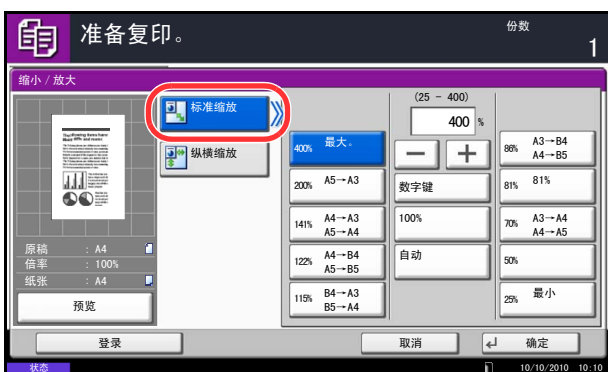 准备复印。
份数
1
缩小 / 放大
标准缩放
纵横缩放
原稿 : A4
倍率 : 100%
纸张 : A4
预览
(25 - 400)
400 %
400% 最大。
200% A5→A3
141% A4→A3
A5→A4
122% A4→B4
A5→B5
115% B4→A3
B5→A4
数字键
100%
自动
86% A3→B4
A4→B5
81% 81%
70% A3→A4
A4→A5
50%
25% 最小
登录
取消
确定
状态
10/10/2010 10:10